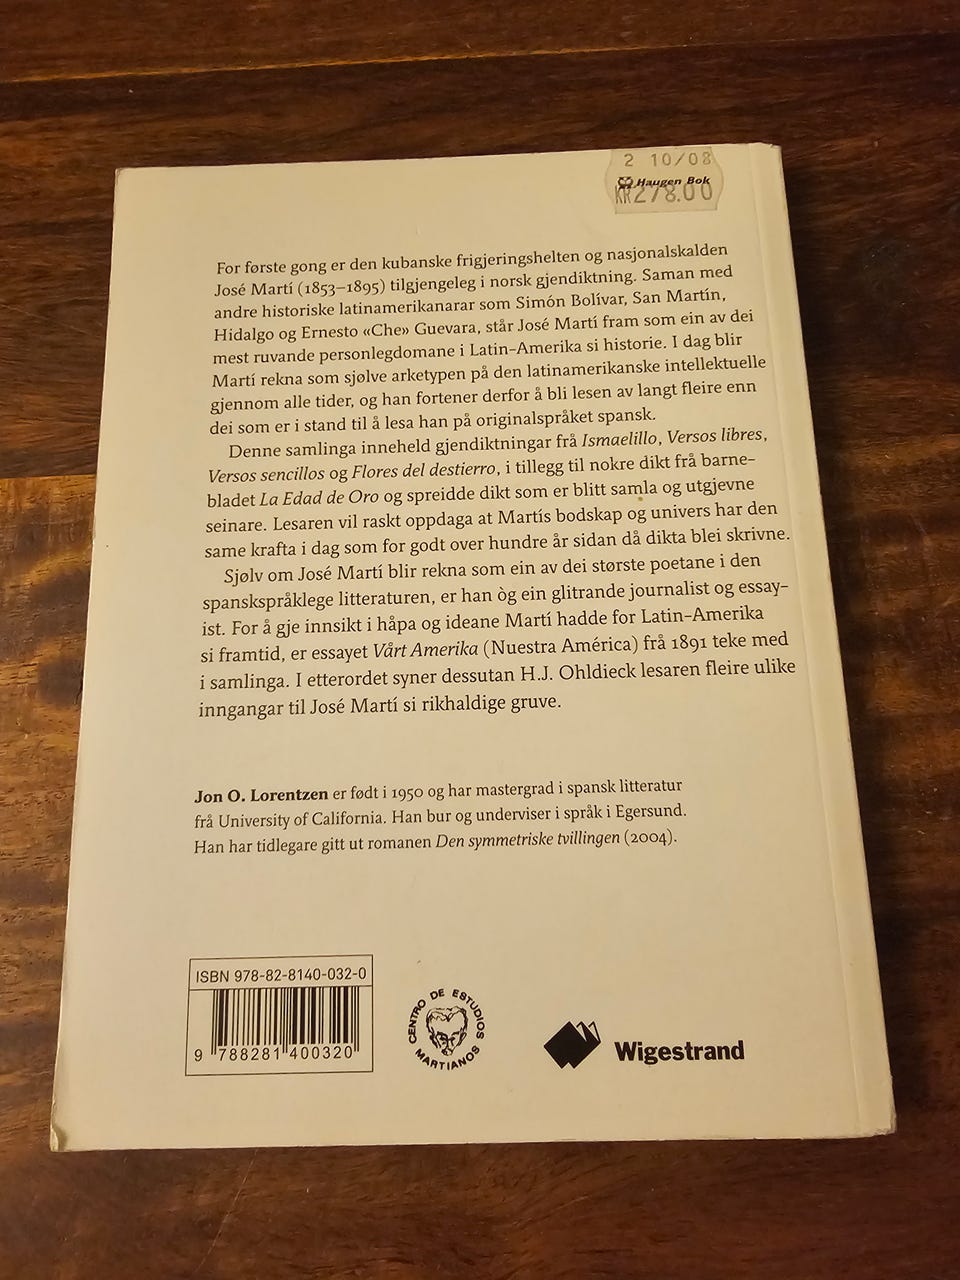 2 10/08
Haugen Bok
KR278.00
For første gong er den kubanske frigjeringshelten og nasjonalskalden
José Martí (1853–1895) tilgjengeleg i norsk gjendiktning. Saman med
andre historiske latinamerikanarar som Simón Bolívar, San Martín,
Hidalgo og Ernesto «Che» Guevara, står José Martí fram som ein av dei
mest ruvande personlegdomane i Latin-Amerika si historie. I dag blir
Martí rekna som sjølve arketypen på den latinamerikanske intellektuelle
gjennom alle tider, og han fortener derfor å bli lesen av langt fleire enn
dei som er i stand til å lesa han på originalspråket spansk.
Denne samlinga inneheld gjendiktningar frå Ismaelillo, Versos libres,
Versos sencillos og Flores del destierro, i tillegg til nokre dikt frå barne-
bladet La Edad de Oro og spreidde dikt som er blitt samla og utgjevne
seinare. Lesaren vil raskt oppdaga at Martís bodskap og univers har den
same krafta i dag som for godt over hundre år sidan då dikta blei skrivne.
Sjølv om José Martí blir rekna som ein av dei største poetane i den
spanskspråklege litteraturen, er han òg ein glitrande journalist og essay-
ist. For å gje innsikt i håpa og ideane Martí hadde for Latin-Amerika
si framtid, er essayet Vårt Amerika (Nuestra América) frå 1891 teke med
i samlinga. I etterordet syner dessutan H.J. Ohldieck lesaren fleire ulike
inngangar til José Martí si rikhaldige gruve.
Jon O. Lorentzen er født i 1950 og har mastergrad i spansk litteratur
frå University of California. Han bur og underviser i språk i Egersund.
Han har tidlegare gitt ut romanen Den symmetriske tvillingen (2004).
ISBN 978-82-8140-032-0
9 788281 400320
CENTRO DE ESTUDIOS
MARTIANOS
Wigestrand